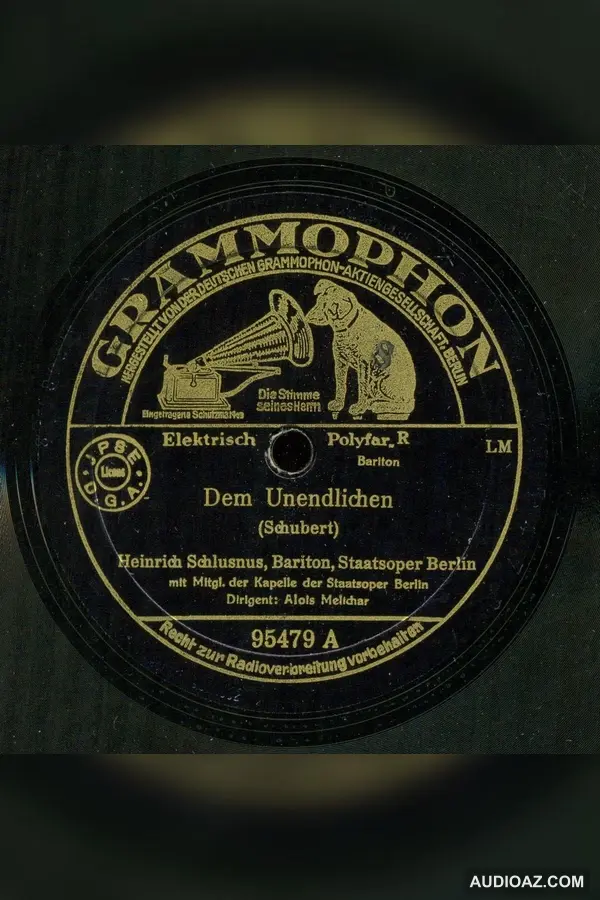 GRAMMOPHON
HERGESTELLT VON DER DEUTSCHEN GRAMMOPHON-AKTIENGESELLSCHAFT, BERLIN
Die Stimme
seines Herrn
Eingetragene Schutzmarke
Elektrisch
Polyfar R
LM
Bariton
JPSE
Licens
D.G.A.
Dem Unendlichen
(Schubert)
Heinrich Schlusnus, Bariton, Staatsoper Berlin
mit Mitgl. der Kapelle der Staatsoper Berlin
Dirigent: Alois Melichar
95479 A
Recht zur Radioverbreitung vorbehalten
AUDIOAZ.COM